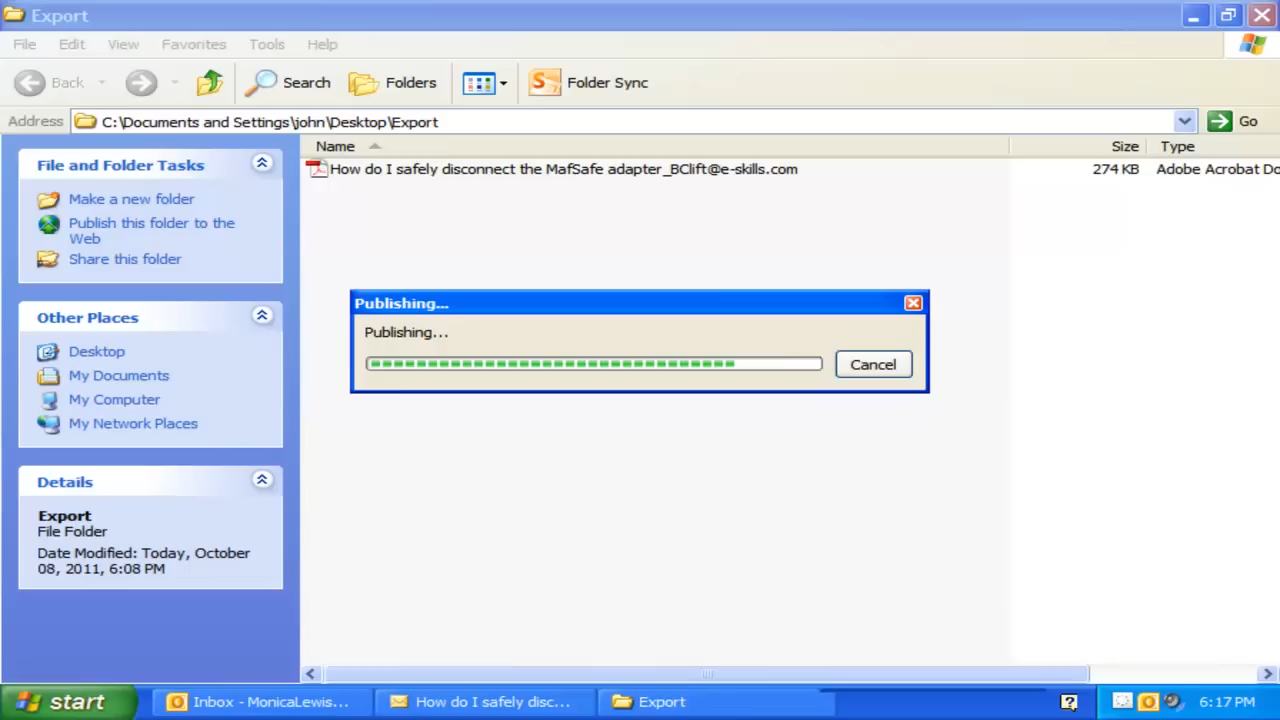 Export
File Edit View Favorites Tools Help
Back Search Folders Folder Sync
Address C:\Documents and Settings\john\Desktop\Export Go
File and Folder Tasks
Make a new folder
Publish this folder to the
Web
Share this folder
Other Places
Desktop
My Documents
My Computer
My Network Places
Details
Export
File Folder
Date Modified: Today, October
08, 2011, 6:08 PM
Name Size Type
How do I safely disconnect the MafSafe adapter_BClift@e-skills.com 274 KB Adobe Acrobat Do
Publishing...
Publishing...
Cancel
start Inbox - MonicaLewis... How do I safely disc... Export 6:17 PM